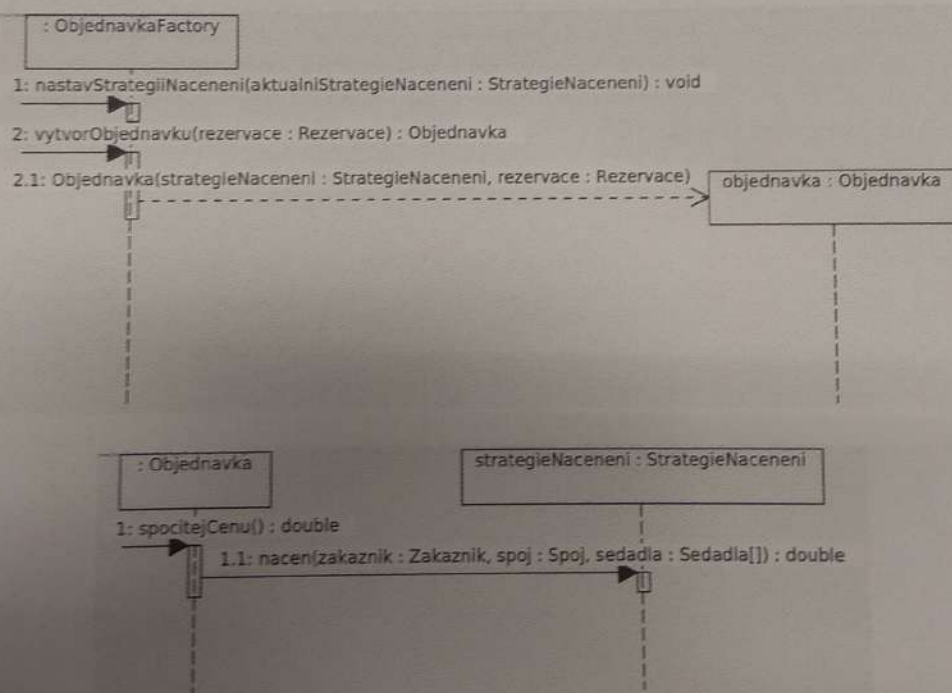 : ObjednavkaFactory
1: nastavStrategiiNaceneni(aktualniStrategieNaceneni : StrategieNaceneni) : void
2: vytvorObjednavku(rezervace : Rezervace) : Objednavka
2.1: Objednavka(strategieNaceneni : StrategieNaceneni, rezervace : Rezervace)
objednavka : Objednavka
: Objednavka
strategieNaceneni : StrategieNaceneni
1: spocitejCenu() : double
1.1: nacen(zakaznik : Zakaznik, spoj : Spoj, sedadla : Sedadla[]) : double